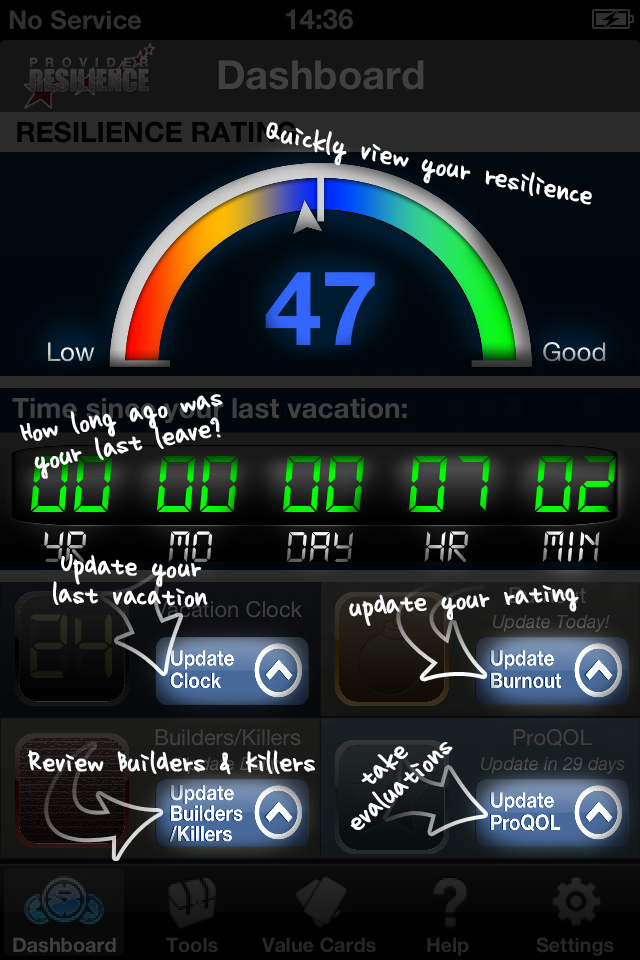 No Service 14:36
PROVIDER
RESILIENCE
Dashboard
RESILIENCE RATING
Quickly view your resilience
47
Low
Good
Time since your last vacation:
How long ago was
your last leave?
00 00 00 07 02
YR MO DAY HR MIN
Update your
last vacation
Vacation Clock
24
Update
Clock
update your rating
Update Today!
Update
Burnout
Builders/Killers
Review Builders & Killers
Update
Builders
/Killers
ProQOL
Update in 29 days
take
evaluations
Update
ProQOL
Dashboard
Tools
Value Cards
Help
Settings